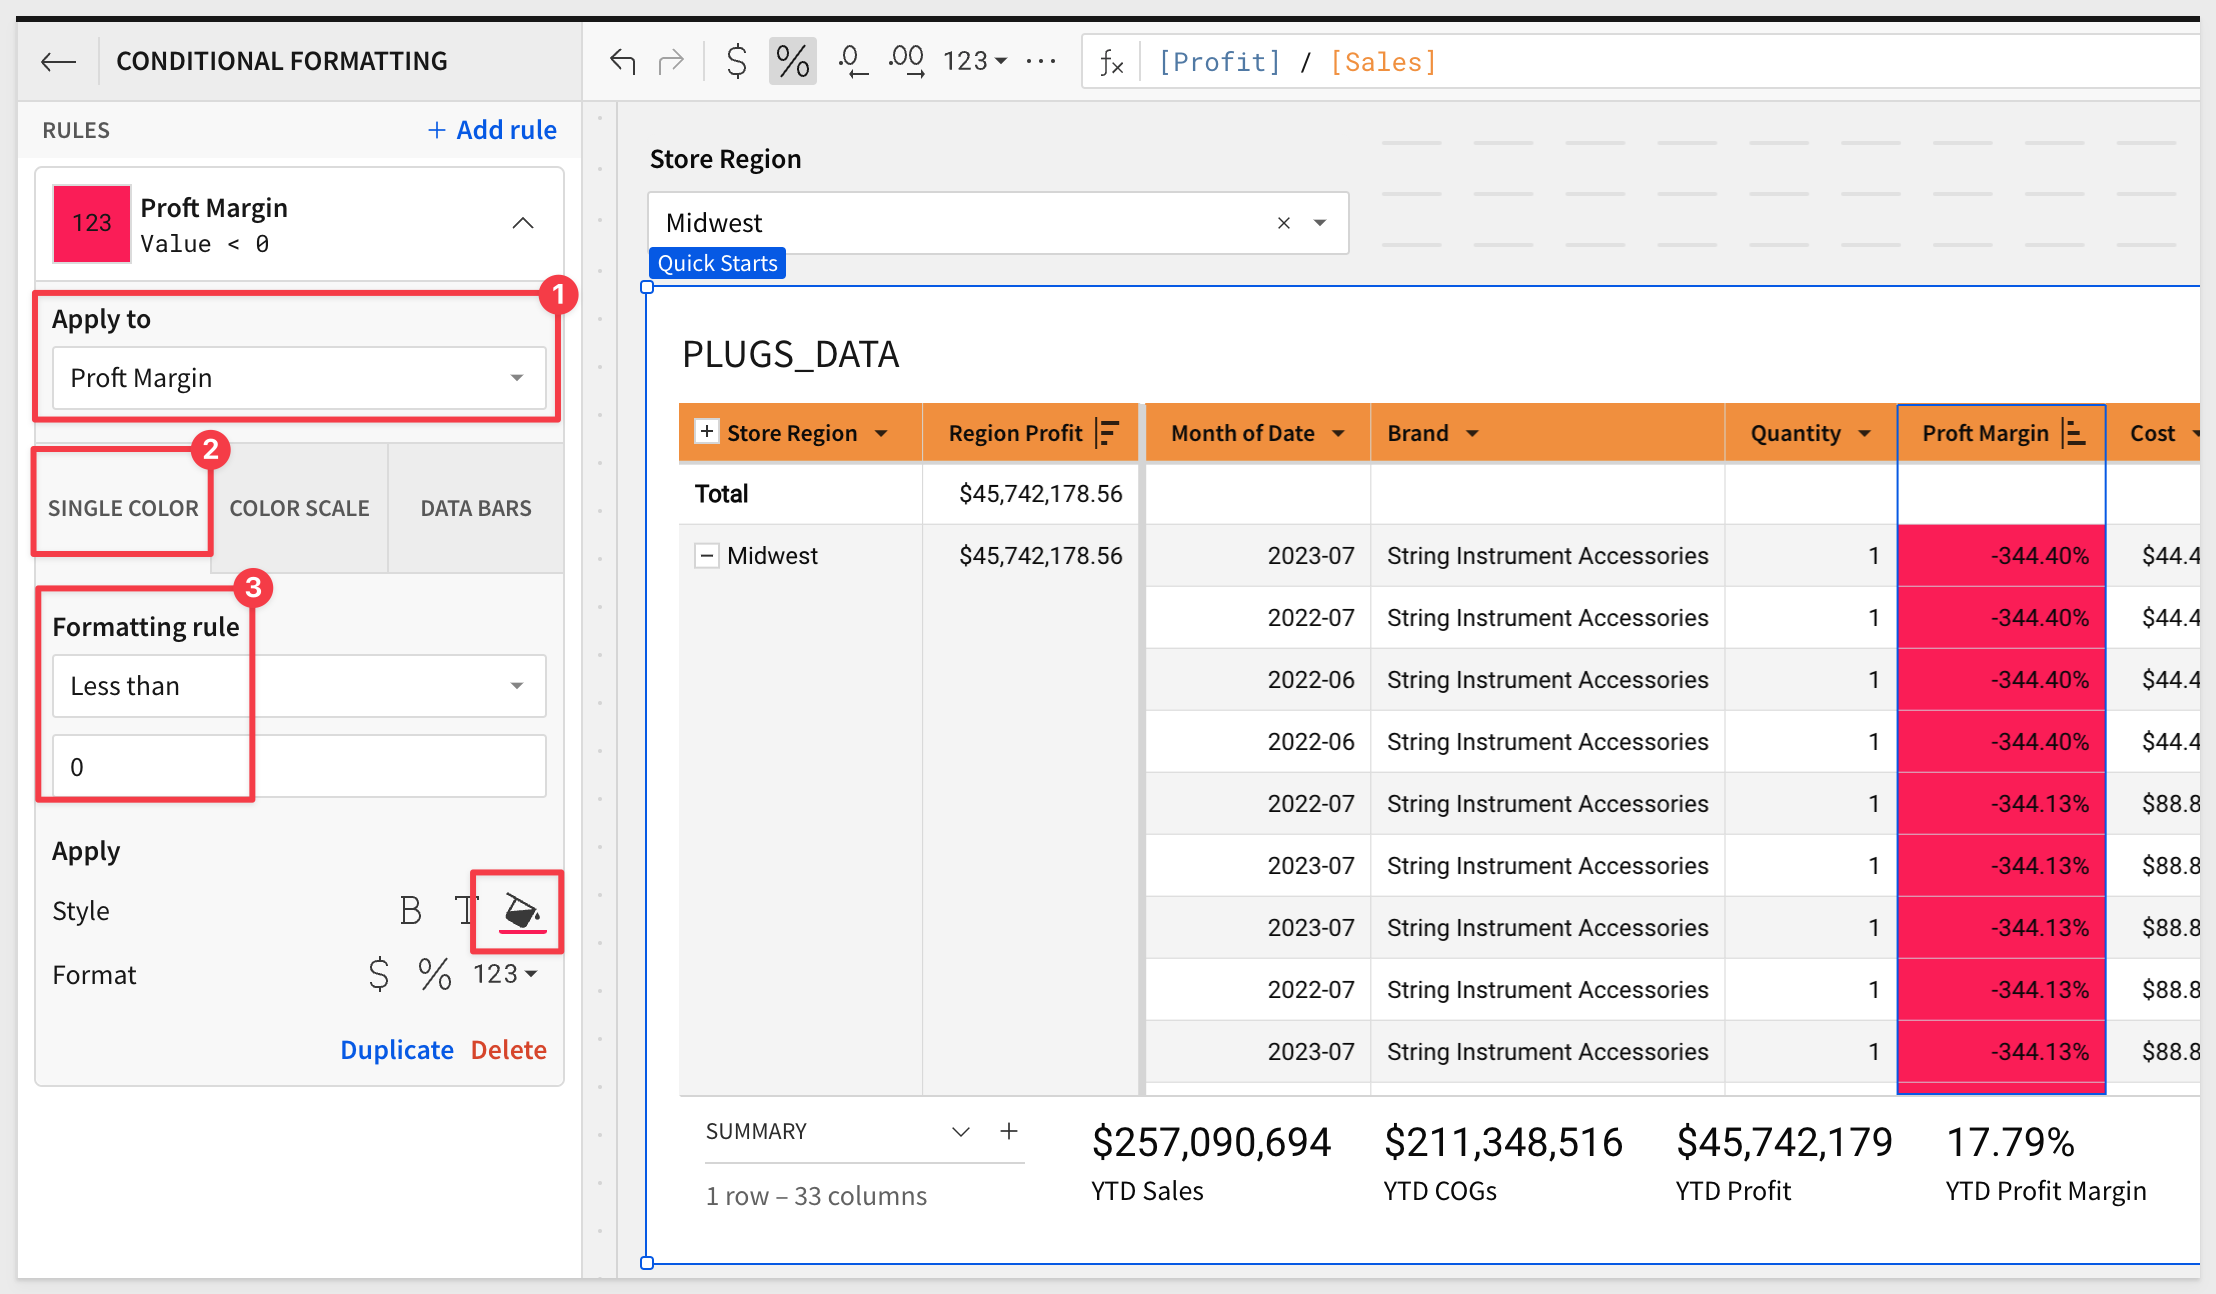 CONDITIONAL FORMATTING
$ % .0 .00 123 ...
fx [Profit] / [Sales]
RULES + Add rule
123
Proft Margin
Value < 0
1
Apply to
Proft Margin
2
SINGLE COLOR COLOR SCALE DATA BARS
3
Formatting rule
Less than
0
Apply
Style B T
Format $ % 123
Duplicate Delete
Store Region
Midwest
Quick Starts
PLUGS_DATA
Store Region Region Profit Month of Date Brand Quantity Proft Margin Cost
Total $45,742,178.56
Midwest $45,742,178.56 2023-07 String Instrument Accessories 1 -344.40% $44.4
2022-07 String Instrument Accessories 1 -344.40% $44.4
2022-06 String Instrument Accessories 1 -344.40% $44.4
2022-06 String Instrument Accessories 1 -344.40% $44.4
2022-07 String Instrument Accessories 1 -344.13% $88.8
2023-07 String Instrument Accessories 1 -344.13% $88.8
2023-07 String Instrument Accessories 1 -344.13% $88.8
2022-07 String Instrument Accessories 1 -344.13% $88.8
2023-07 String Instrument Accessories 1 -344.13% $88.8
SUMMARY
1 row – 33 columns
$257,090,694 $211,348,516 $45,742,179 17.79%
YTD Sales YTD COGs YTD Profit YTD Profit Margin